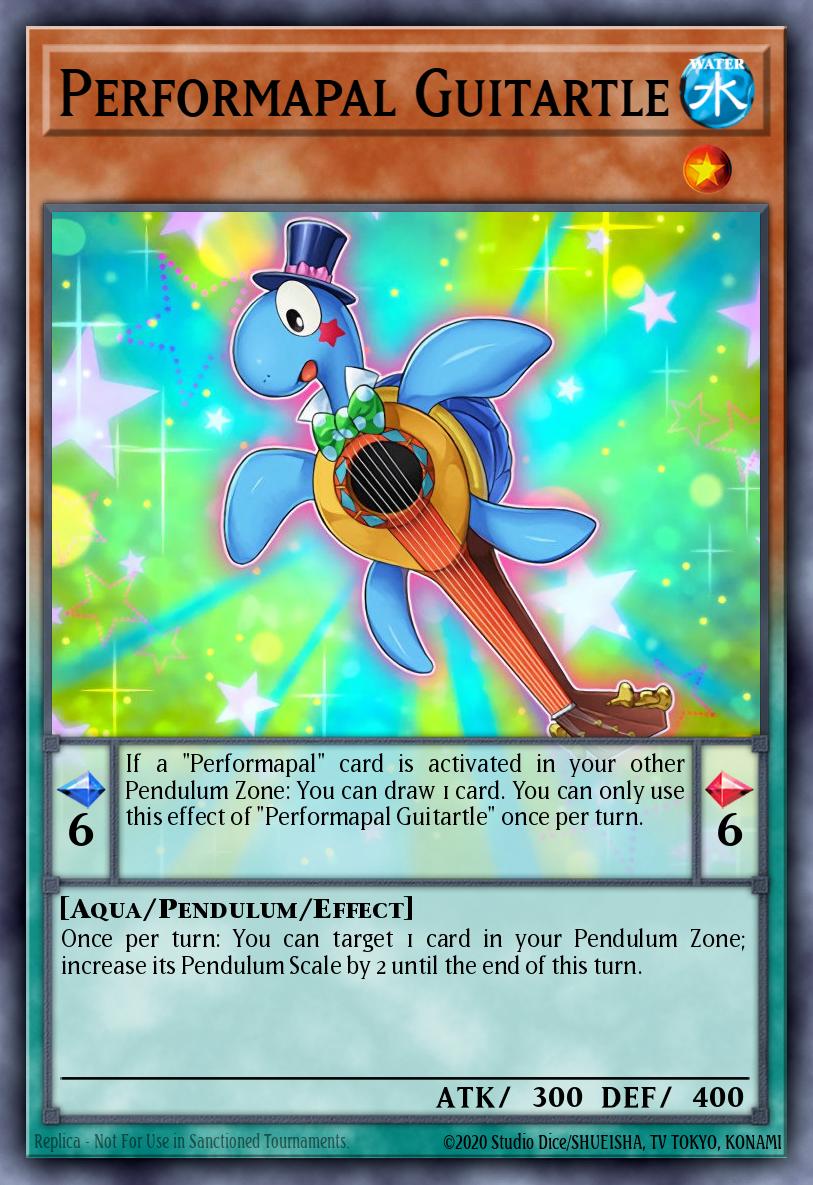 Performapal Guitartle
WATER
水
If a "Performapal" card is activated in your other
Pendulum Zone: You can draw 1 card. You can only use
this effect of "Performapal Guitartle" once per turn.
6
6
[Aqua/Pendulum/Effect]
Once per turn: You can target 1 card in your Pendulum Zone;
increase its Pendulum Scale by 2 until the end of this turn.
ATK/ 300 DEF/ 400
Replica - Not For Use in Sanctioned Tournaments.
©2020 Studio Dice/SHUEISHA, TV TOKYO, KONAMI